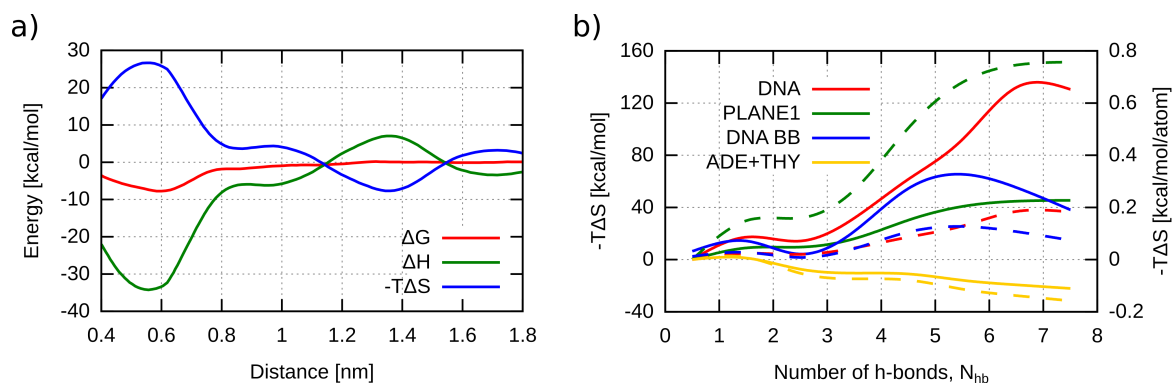 a)
Energy [kcal/mol]
30
20
10
0
-10
-20
-30
-40
ΔG
ΔH
-TΔS
0.4 0.6 0.8 1 1.2 1.4 1.6 1.8
Distance [nm]
b)
-TΔS [kcal/mol]
160
120
80
40
0
-40
DNA
PLANE1
DNA BB
ADE+THY
0 1 2 3 4 5 6 7 8
Number of h-bonds, Nhb
0.8
0.6
0.4
0.2
0
-0.2
-TΔS [kcal/mol/atom]